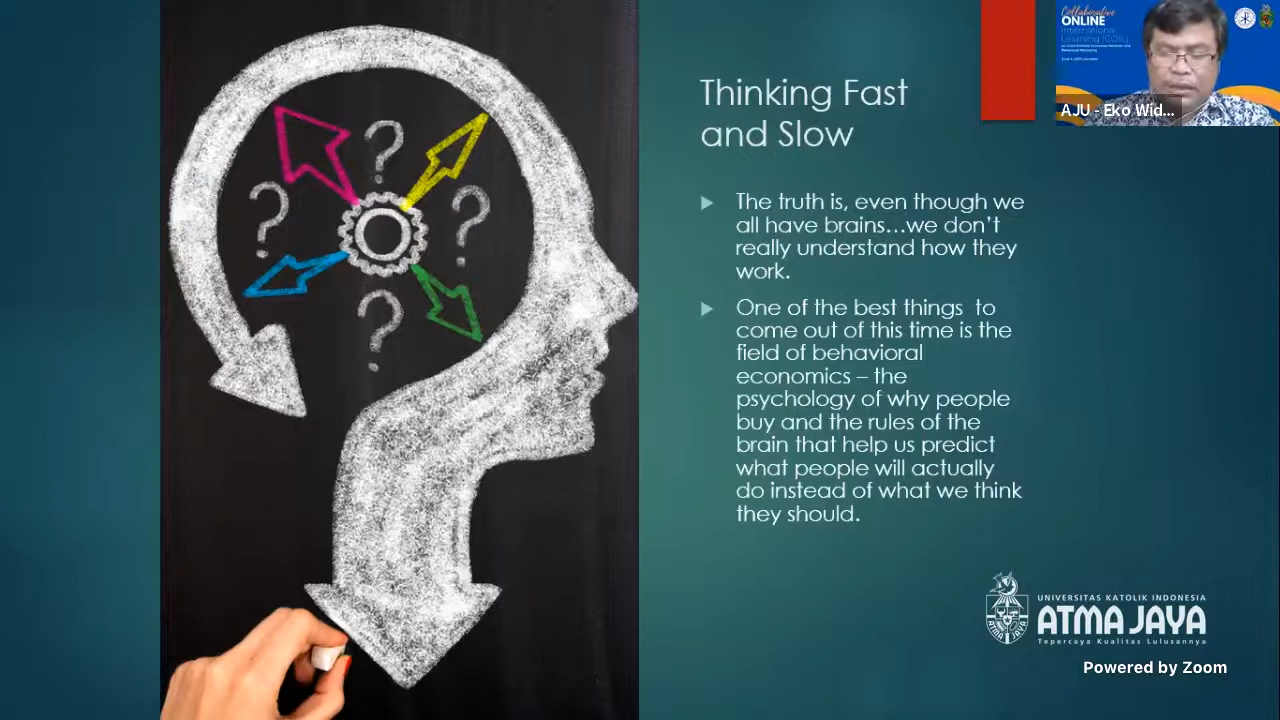 Thinking Fast
and Slow
The truth is, even though we
all have brains...we don't
really understand how they
work.
One of the best things to
come out of this time is the
field of behavioral
economics – the
psychology of why people
buy and the rules of the
brain that help us predict
what people will actually
do instead of what we think
they should.
Collaborative
ONLINE
International
Learning (COIL)
AJU - Eko Wid...
? ? ? ?
UNIVERSITAS KATOLIK INDONESIA
ATMA JAYA
Tepercaya Kualitas Lulusannya
ATMA JAYA
Powered by Zoom